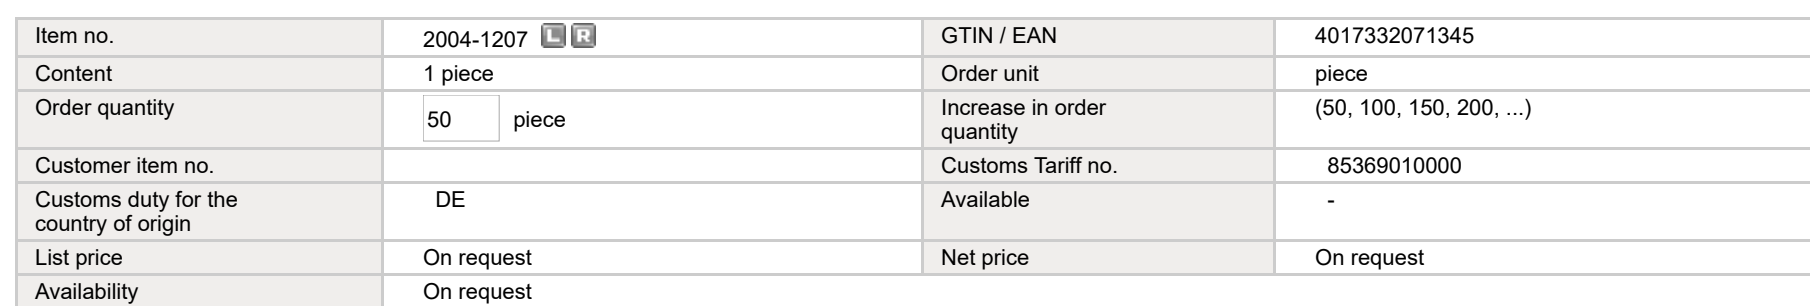 Item no. 2004-1207 L R GTIN / EAN 4017332071345
Content 1 piece Order unit piece
Order quantity 50 piece Increase in order quantity (50, 100, 150, 200, ...)
Customer item no. Customs Tariff no. 85369010000
Customs duty for the country of origin DE Available -
List price On request Net price On request
Availability On request